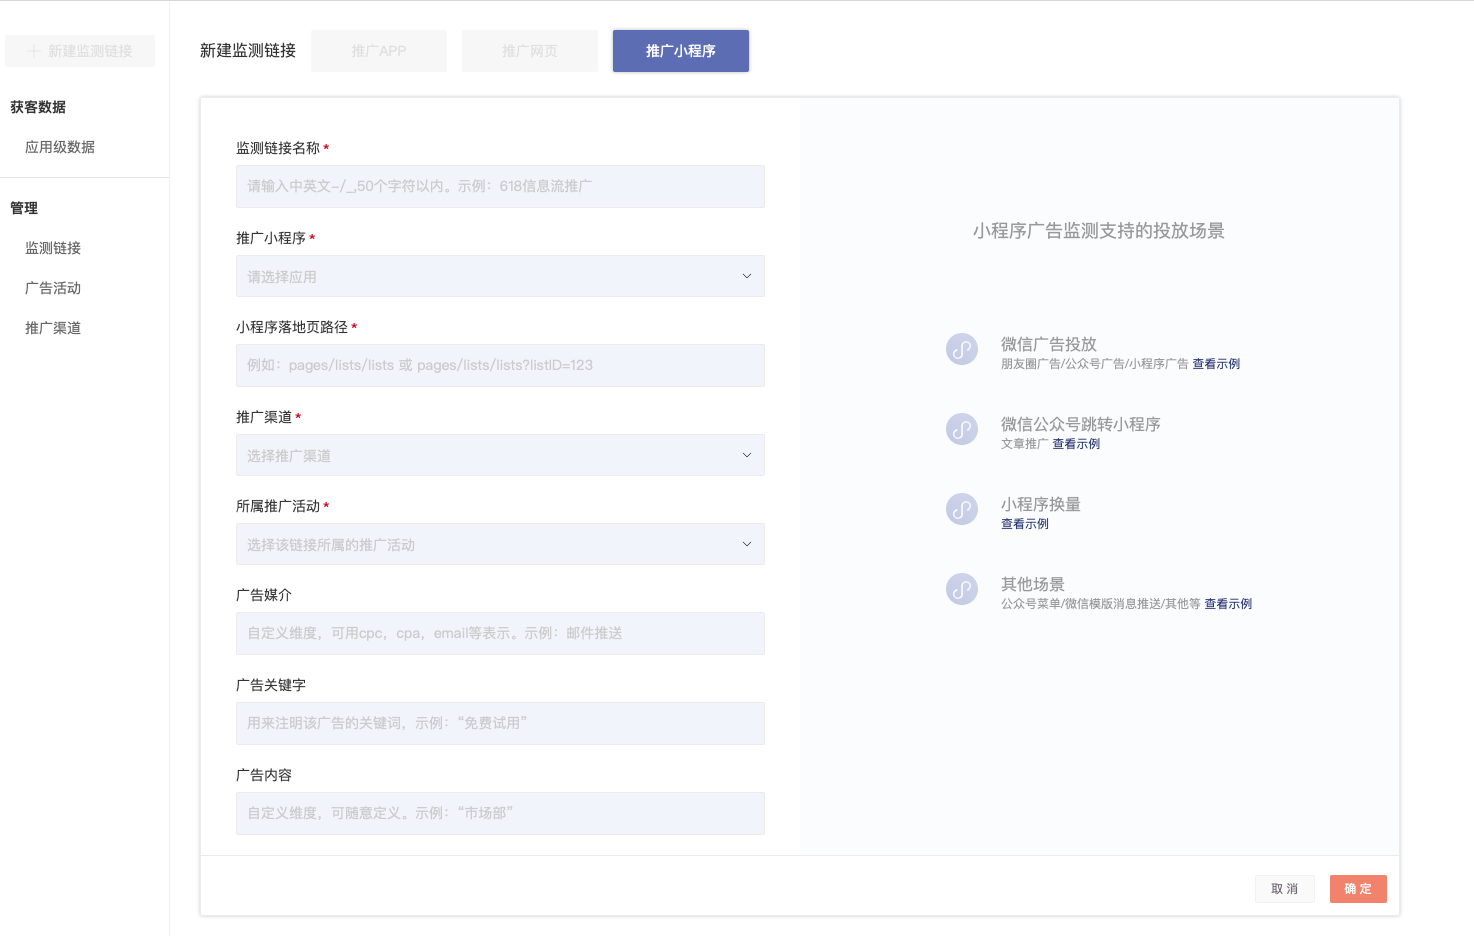 新建监测链接
获客数据
应用级数据
管理
监测链接
广告活动
推广渠道
新建监测链接
推广APP
推广网页
推广小程序
监测链接名称*
请输入中英文-/_,50个字符以内。示例：618信息流推广
推广小程序*
请选择应用
小程序落地页路径*
例如：pages/lists/lists 或 pages/lists/lists?listID=123
推广渠道*
选择推广渠道
所属推广活动*
选择该链接所属的推广活动
广告媒介
自定义维度，可用cpc，cpa，email等表示。示例：邮件推送
广告关键字
用来注明该广告的关键词，示例：“免费试用”
广告内容
自定义维度，可随意定义。示例：“市场部”
小程序广告监测支持的投放场景
微信广告投放
朋友圈广告/公众号广告/小程序广告 查看示例
微信公众号跳转小程序
文章推广 查看示例
小程序换量
查看示例
其他场景
公众号菜单/微信模版消息推送/其他等 查看示例
取 消
确 定